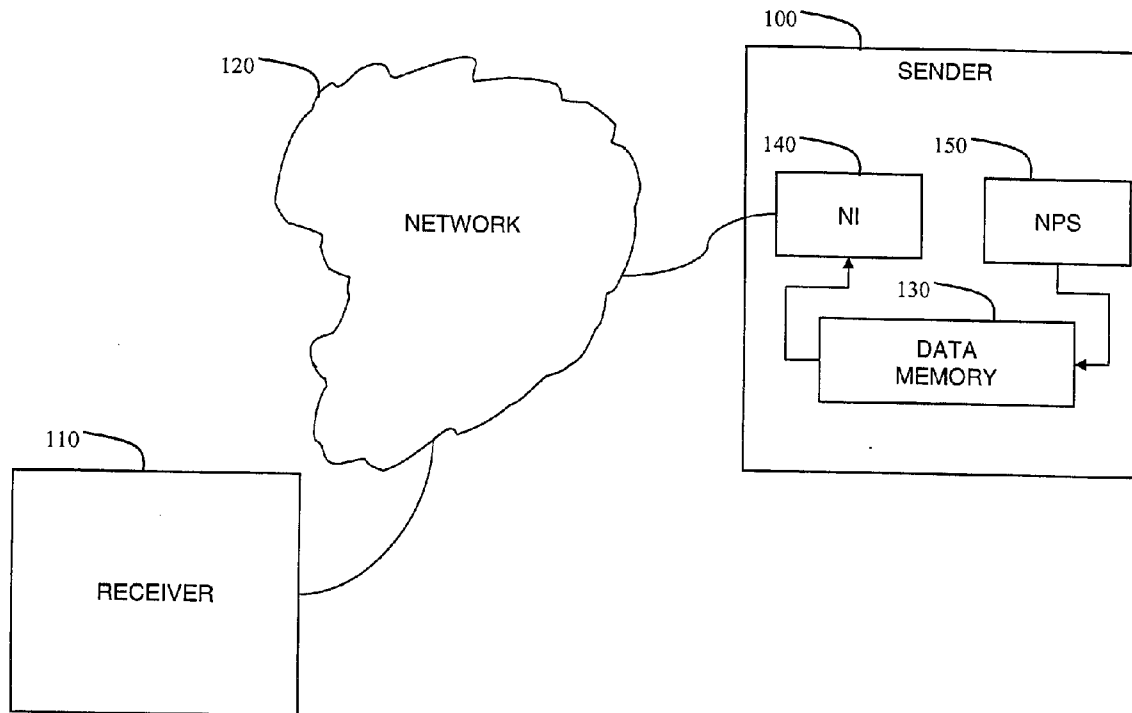 100
SENDER
120
140
150
NI
NPS
NETWORK
130
DATA
MEMORY
110
RECEIVER